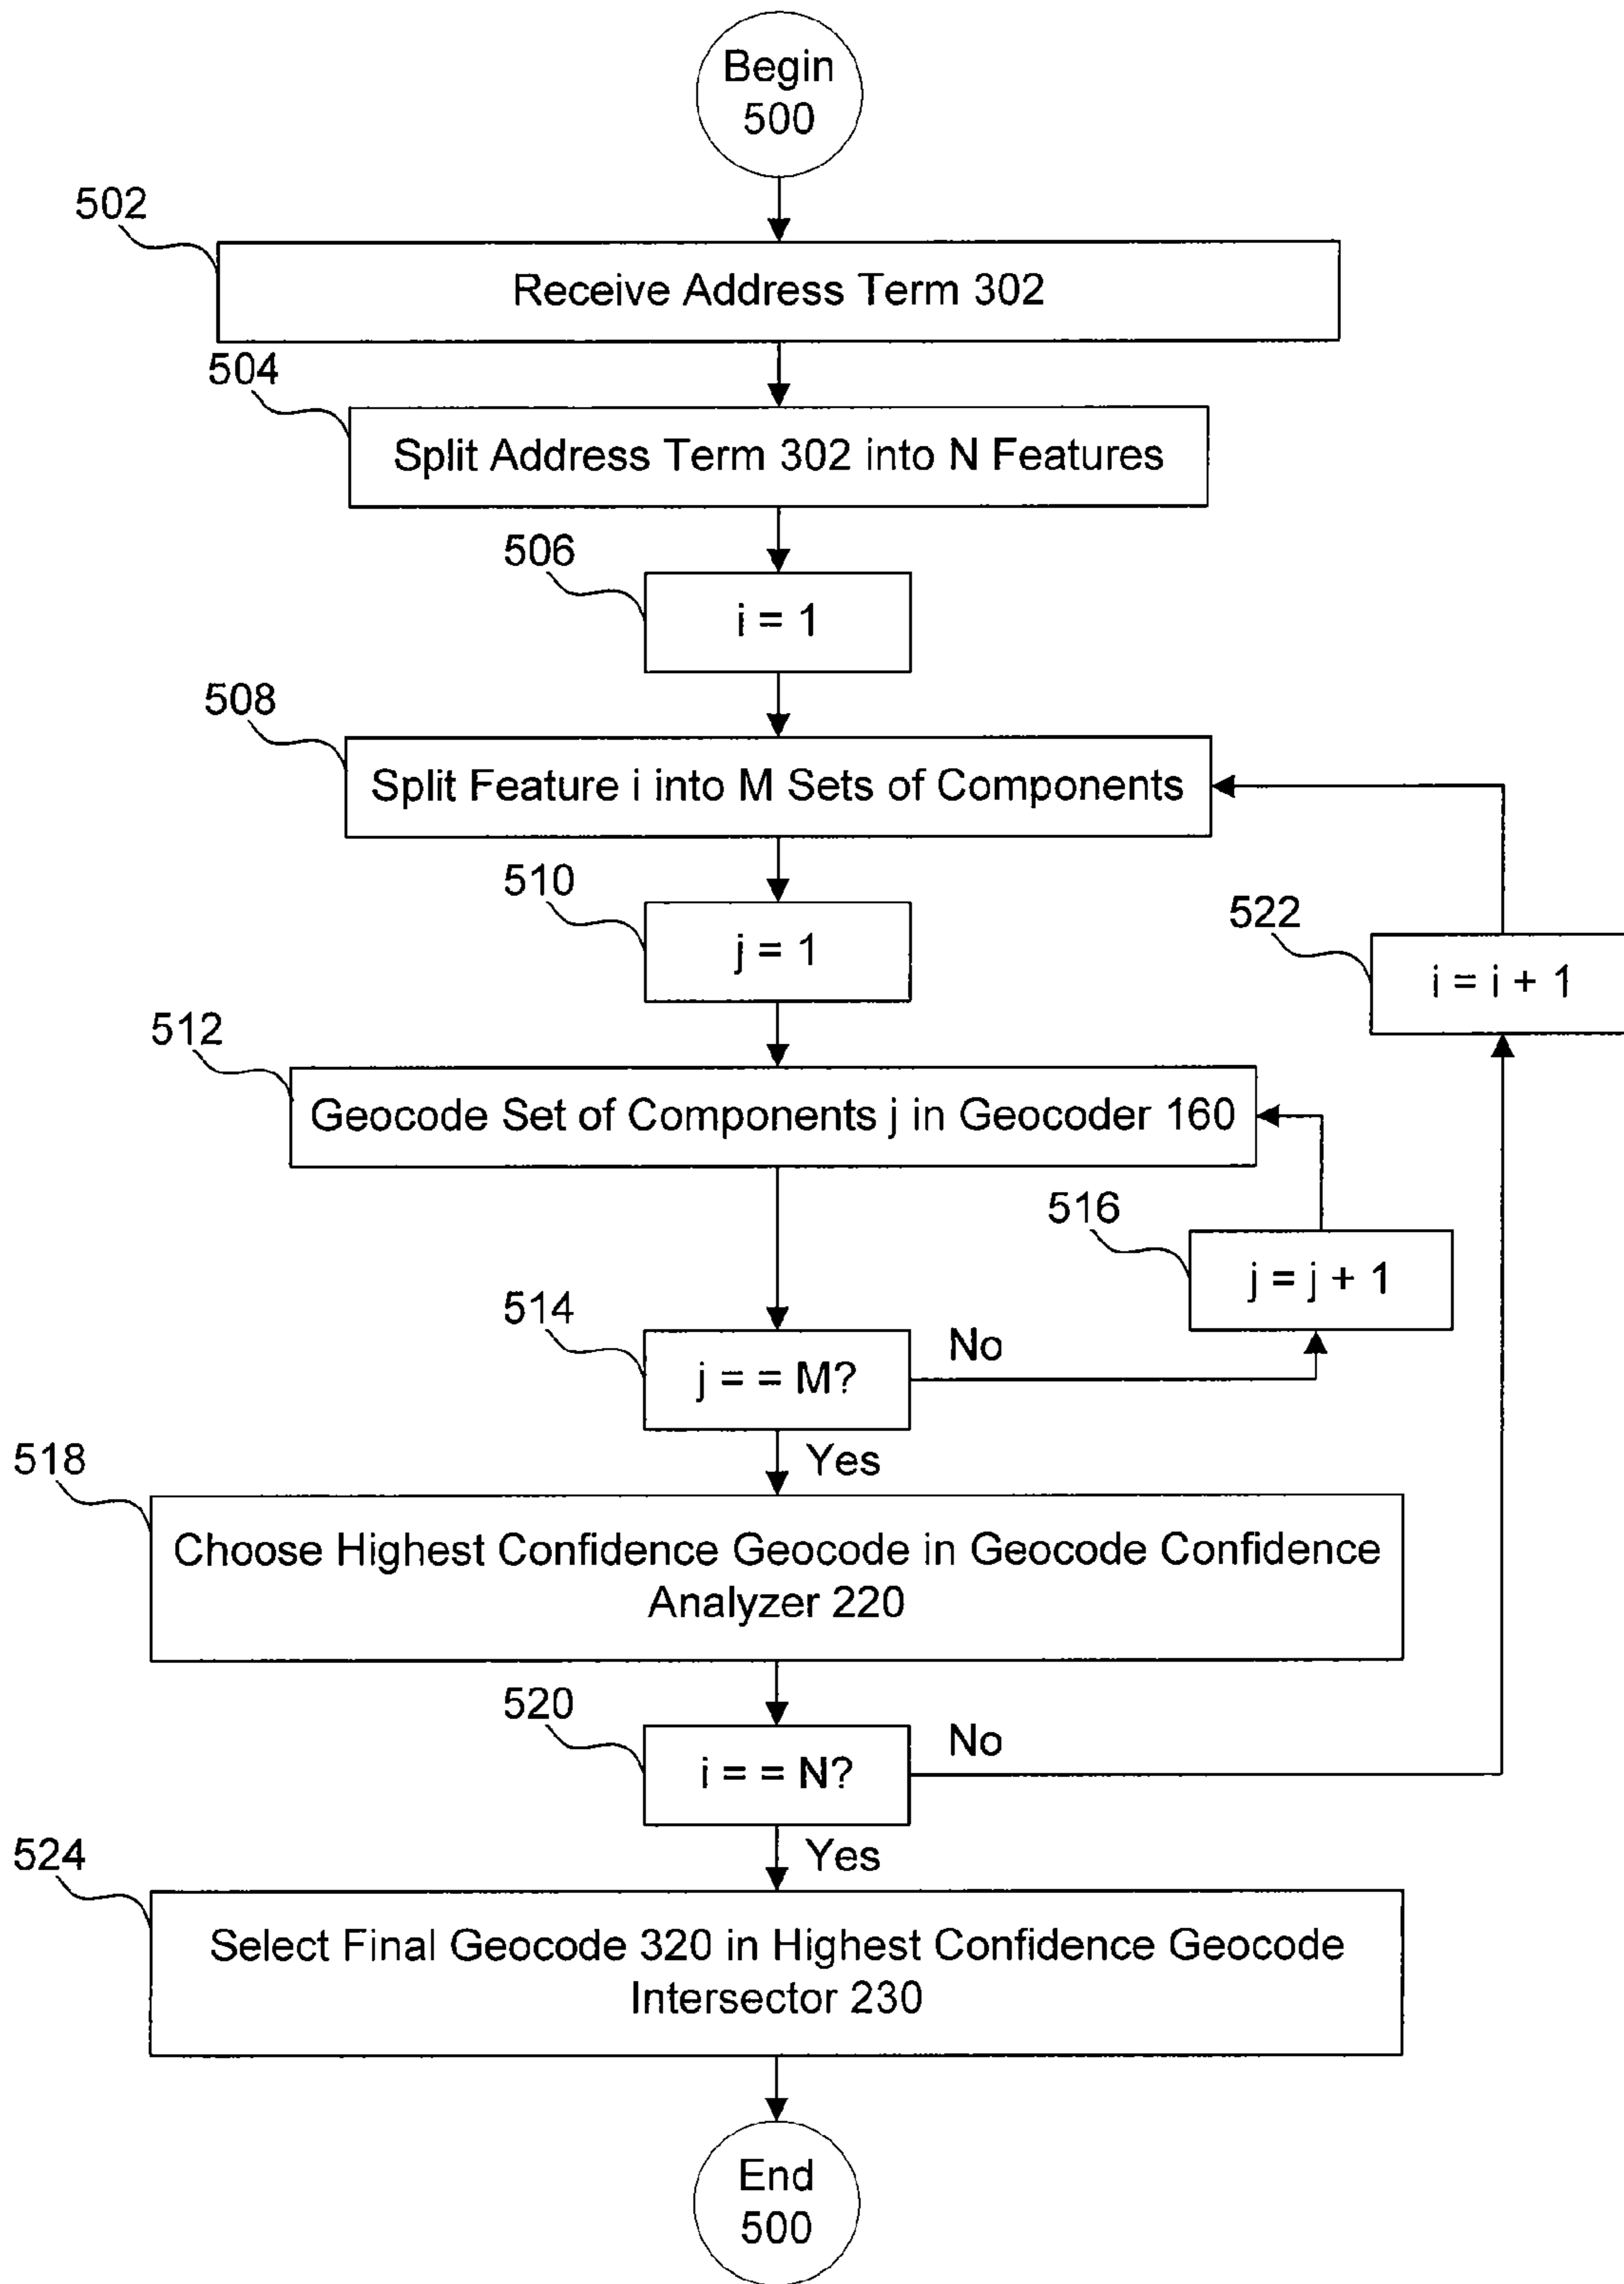 Begin
500
502
Receive Address Term 302
504
Split Address Term 302 into N Features
506
i = 1
508
Split Feature i into M Sets of Components
510
j = 1
522
i = i + 1
512
Geocode Set of Components j in Geocoder 160
516
j = j + 1
514
j = = M?
No
Yes
518
Choose Highest Confidence Geocode in Geocode Confidence
Analyzer 220
520
i = = N?
No
Yes
524
Select Final Geocode 320 in Highest Confidence Geocode
Intersector 230
End
500